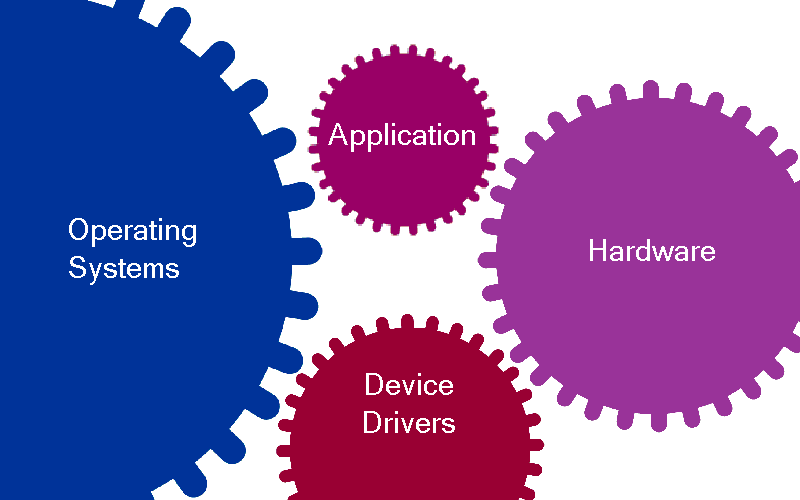 Application
Operating
Systems
Hardware
Device
Drivers